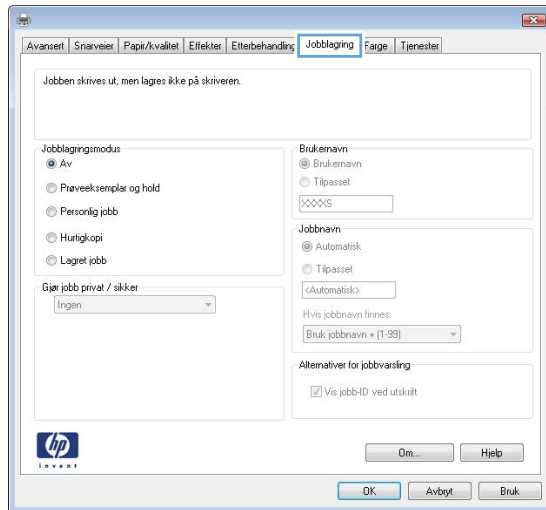 Avansert Snarveier Papir/kvalitet Effekter Etterbehandling Jobblagring Farge Tjenester
Jobben skrives ut, men lagres ikke på skriveren.
Jobblagringsmodus
Av
Prøveeksemplar og hold
Personlig jobb
Hurtigkopi
Lagret jobb
Gjør jobb privat / sikker
Ingen
Brukernavn
Brukernavn
Tilpasset
XXXXS
Jobbnavn
Automatisk
Tilpasset
<Automatisk>
Hvis jobbnavn finnes:
Bruk jobbnavn + (1-99)
Alternativer for jobbvarsling
Vis jobb-ID ved utskrift
hp
invent
Om... Hjelp
OK Avbryt Bruk